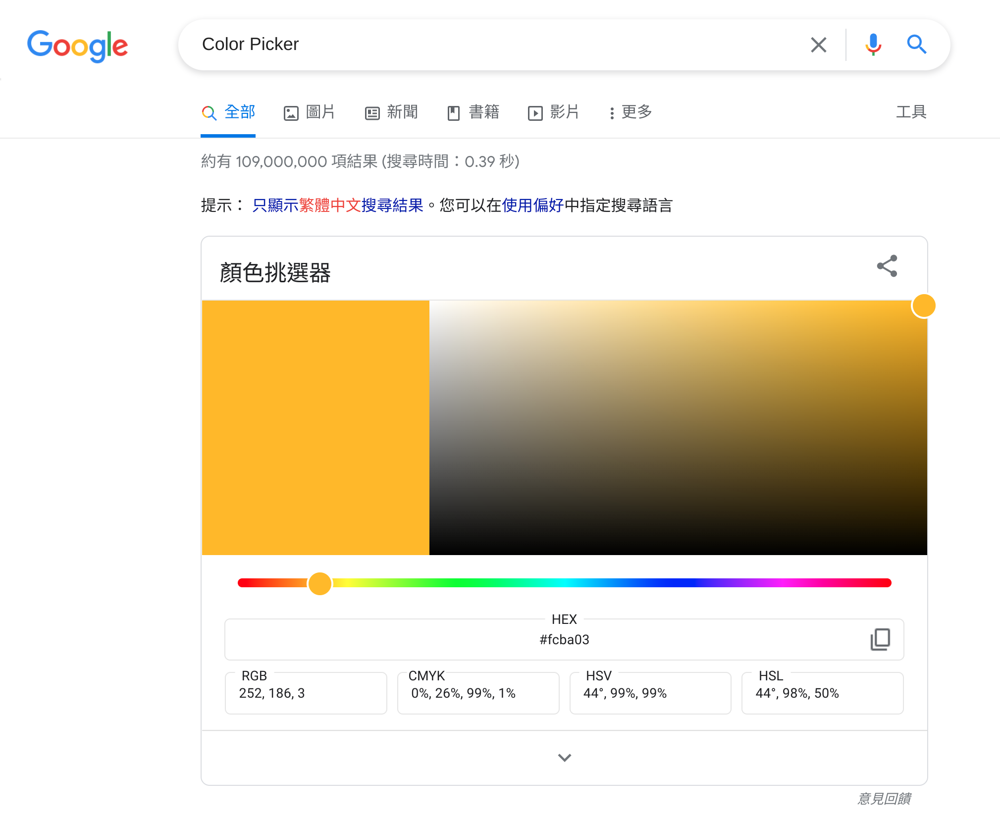 Google
Color Picker
全部 圖片 新聞 書籍 影片 更多 工具
約有 109,000,000 項結果 (搜尋時間：0.39 秒)
提示： 只顯示繁體中文搜尋結果。您可以在使用偏好中指定搜尋語言
顏色挑選器
HEX
#fcba03
RGB
252, 186, 3
CMYK
0%, 26%, 99%, 1%
HSV
44°, 99%, 99%
HSL
44°, 98%, 50%
意見回饋